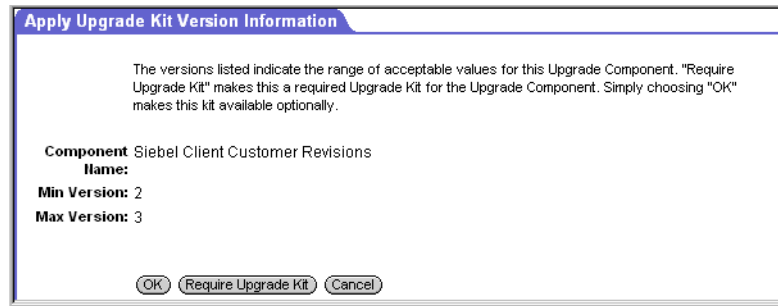 Apply Upgrade Kit Version Information
The versions listed indicate the range of acceptable values for this Upgrade Component. "Require
Upgrade Kit" makes this a required Upgrade Kit for the Upgrade Component. Simply choosing "OK"
makes this kit available optionally.
Component Siebel Client Customer Revisions
Name:
Min Version: 2
Max Version: 3
OK Require Upgrade Kit Cancel